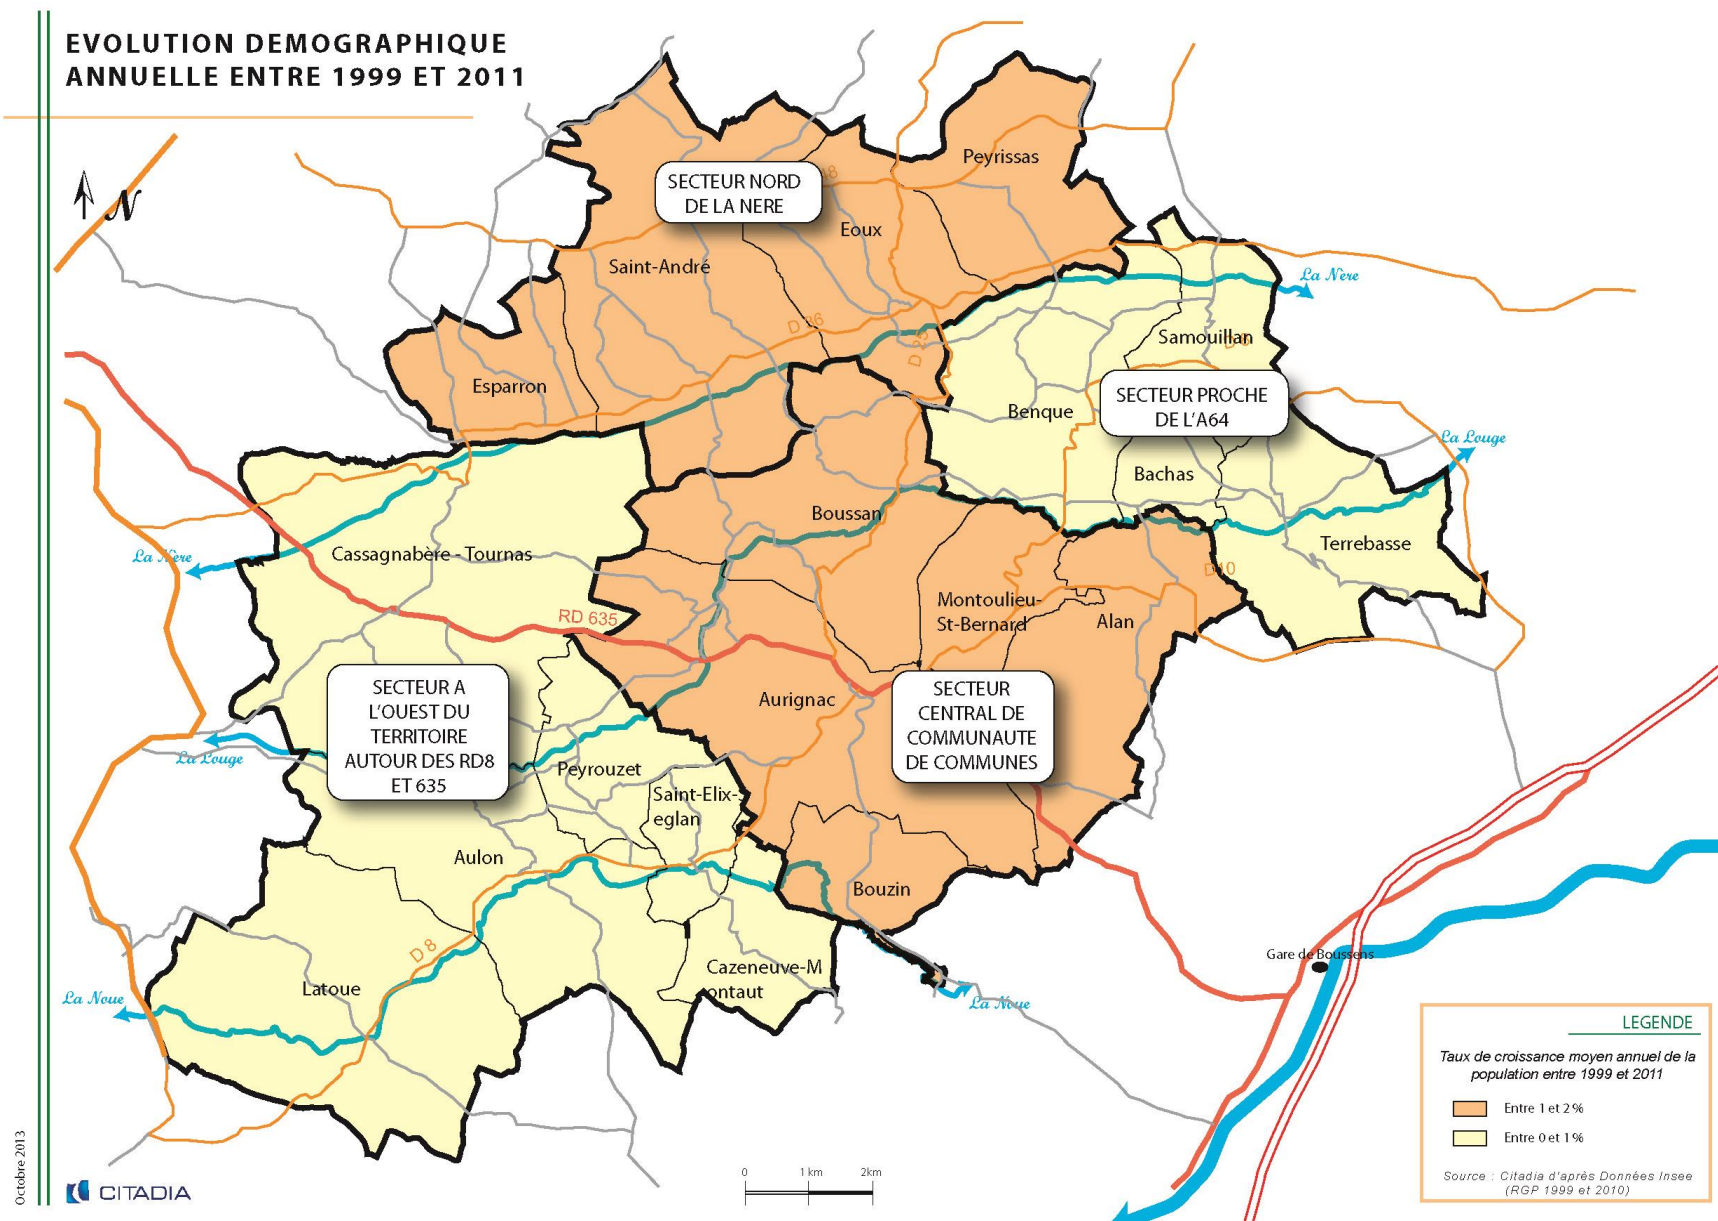 EVOLUTION DEMOGRAPHIQUE
ANNUELLE ENTRE 1999 ET 2011
N
Peyrissas
SECTEUR NORD
DE LA NERE
Eoux
Saint-André
La Nère
D 36
D 25
Samouillan
Esparron
SECTEUR PROCHE
DE L'A64
Benque
La Louge
Bachas
Boussan
Terrebasse
Cassagnabère - Tournas
La Nère
D10
Montoulieu-
St-Bernard
Alan
RD 635
SECTEUR A
L'OUEST DU
TERRITOIRE
AUTOUR DES RD8
ET 635
SECTEUR
CENTRAL DE
COMMUNAUTE
DE COMMUNES
Aurignac
La Louge
Peyrouzet
Saint-Elix-S
eglan
Aulon
Bouzin
D 8
Gare de Boussens
Cazeneuve-M
ontaut
Latoue
La Noue
La Noue
LEGENDE
Taux de croissance moyen annuel de la
population entre 1999 et 2011
Entre 1 et 2%
Entre 0 et 1%
Source : Citadia d'après Données Insee
(RGP 1999 et 2010)
0 1 km 2km
Octobre 2013
CITADIA